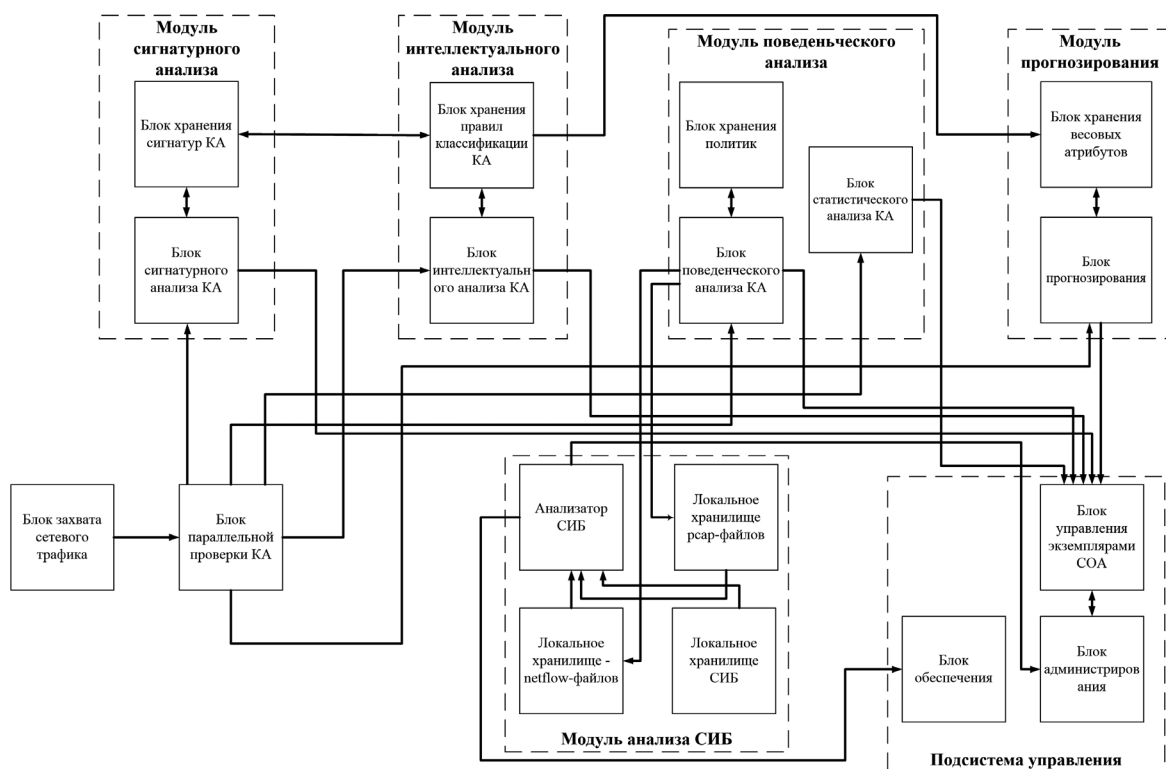 Модуль
сигнатурного
анализа
Блок хранения
сигнатур КА
Блок
сигнатурного
анализа КА
Модуль
интеллектуального
анализа
Блок хранения
правил
классификации
КА
Блок
интеллектуальн
ого анализа КА
Модуль поведеньческого
анализа
Блок хранения
политик
Блок
статистического
анализа КА
Блок
поведенческого
анализа КА
Модуль
прогнозирования
Блок хранения
весовых
атрибутов
Блок
прогнозирования
Блок захвата
сетевого
трафика
Блок
параллельной
проверки КА
Анализатор
СИБ
Локальное
хранилище
pcap-файлов
Локальное
хранилище -
netflow-файлов
Локальное
хранилище
СИБ
Модуль анализа СИБ
Блок
управления
экземплярами
СОА
Блок
обеспечения
Блок
администриров
ания
Подсистема управления